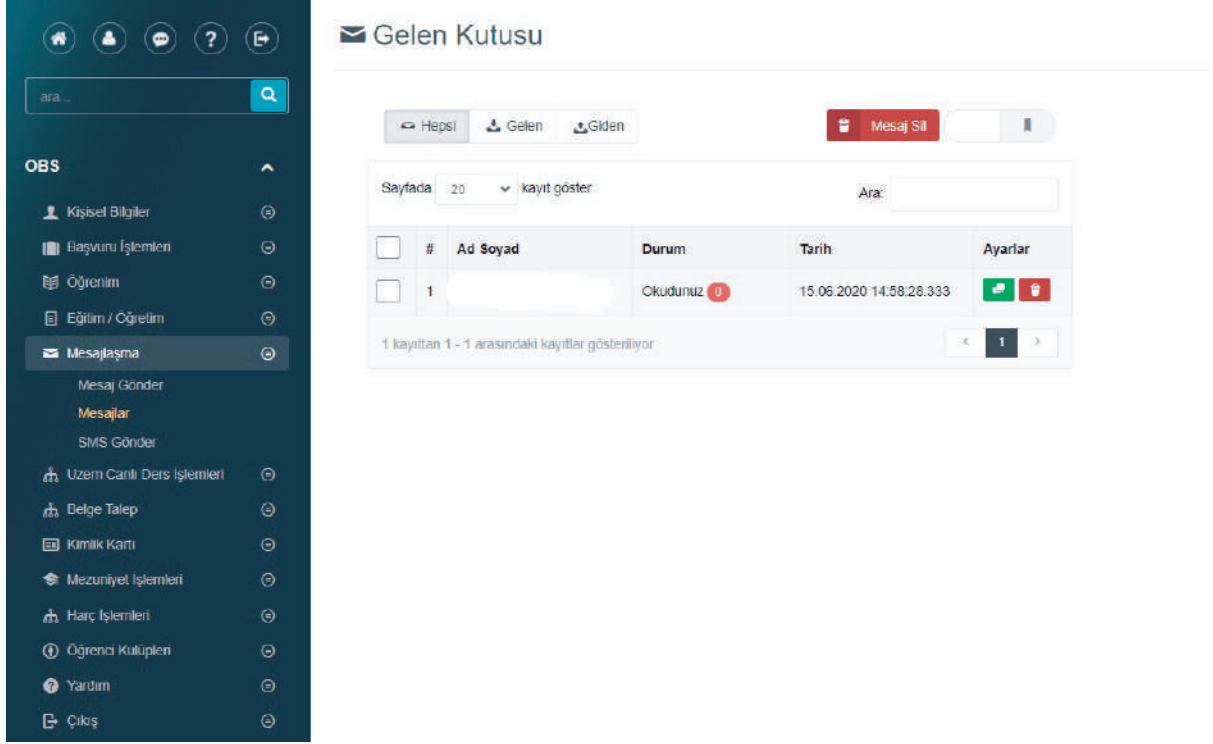 ?
Gelen Kutusu
ara...
Hepsi Gelen Giden Mesaj Sil
OBS
Sayfada 20 kayıt göster Ara:
Kişisel Bilgiler
Başvuru İşlemleri
# Ad Soyad Durum Tarih Ayarlar
Öğrenim
1 Okudunuz 0 15.06.2020 14:58:28.333
Eğitim / Öğretim
1 kayıttan 1 - 1 arasındaki kayıtlar gösteriliyor < 1 >
Mesajlaşma
Mesaj Gönder
Mesajlar
SMS Gönder
Uzem Canlı Ders İşlemleri
Belge Talep
Kimlik Kartı
Mezuniyet İşlemleri
Harç İşlemleri
Öğrenci Kulüpleri
Yardım
Çıkış